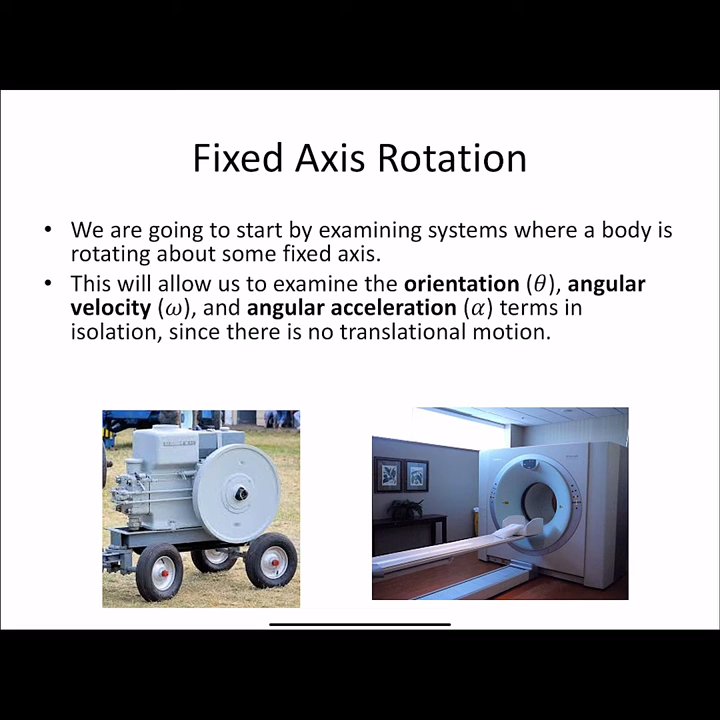 Fixed Axis Rotation
• We are going to start by examining systems where a body is
rotating about some fixed axis.
• This will allow us to examine the orientation (θ), angular
velocity (ω), and angular acceleration (α) terms in
isolation, since there is no translational motion.